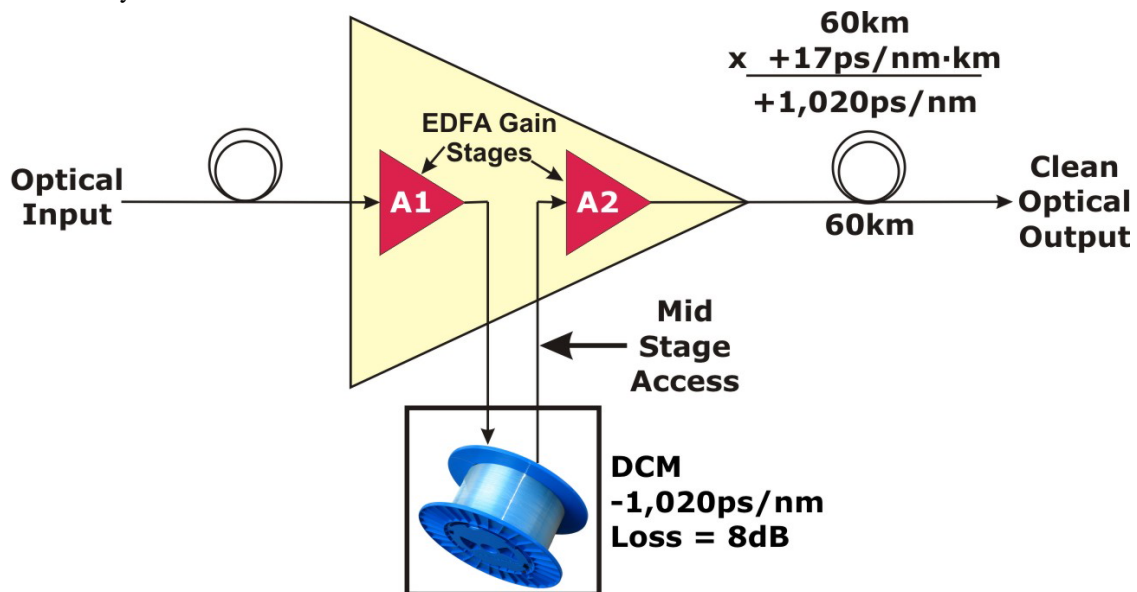 60km
x +17ps/nm·km
+1,020ps/nm
EDFA Gain
Stages
Optical
Input
A1
A2
60km
Clean
Optical
Output
Mid
Stage
Access
DCM
-1,020ps/nm
Loss = 8dB